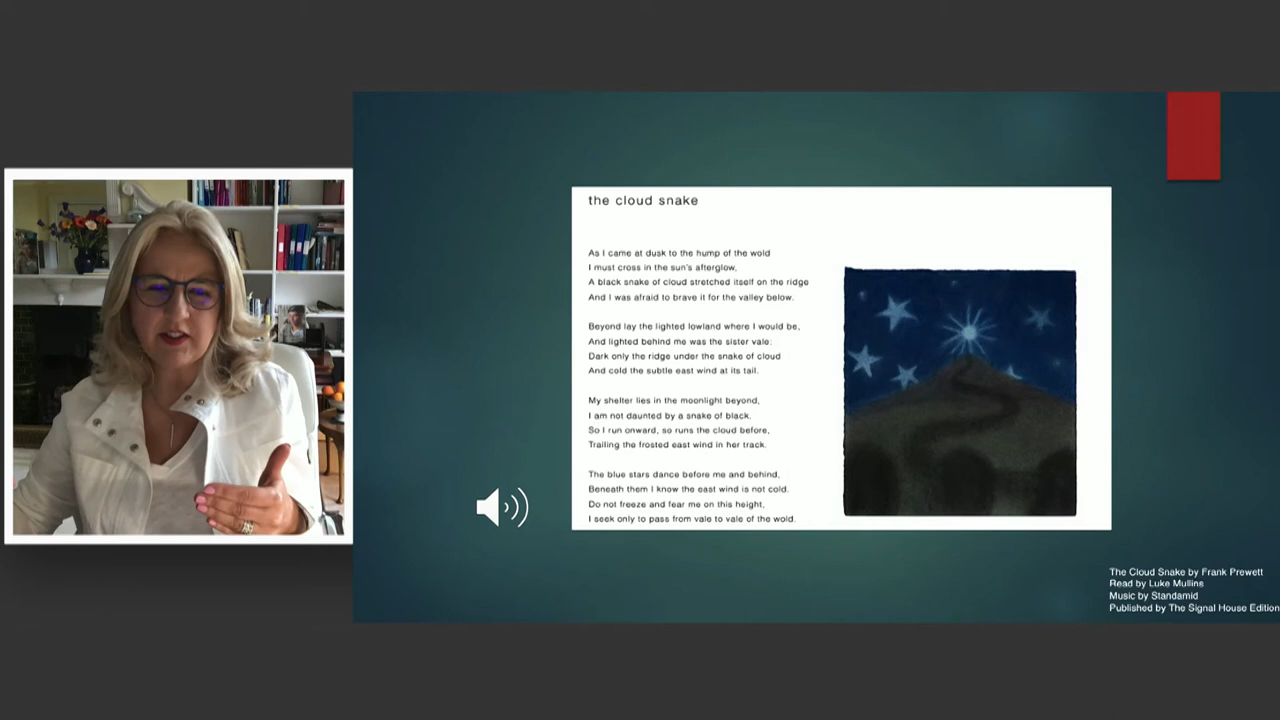 the cloud snake
As I came at dusk to the hump of the wold
I must cross in the sun's afterglow,
A black snake of cloud stretched itself on the ridge
And I was afraid to brave it for the valley below.
Beyond lay the lighted lowland where I would be,
And lighted behind me was the sister vale:
Dark only the ridge under the snake of cloud
And cold the subtle east wind at its tail.
My shelter lies in the moonlight beyond,
I am not daunted by a snake of black.
So I run onward, so runs the cloud before,
Trailing the frosted east wind in her track.
The blue stars dance before me and behind,
Beneath them I know the east wind is not cold.
Do not freeze and fear me on this height,
I seek only to pass from vale to vale of the wold.
The Cloud Snake by Frank Prewett
Read by Luke Mullins
Music by Standamid
Published by The Signal House Edition